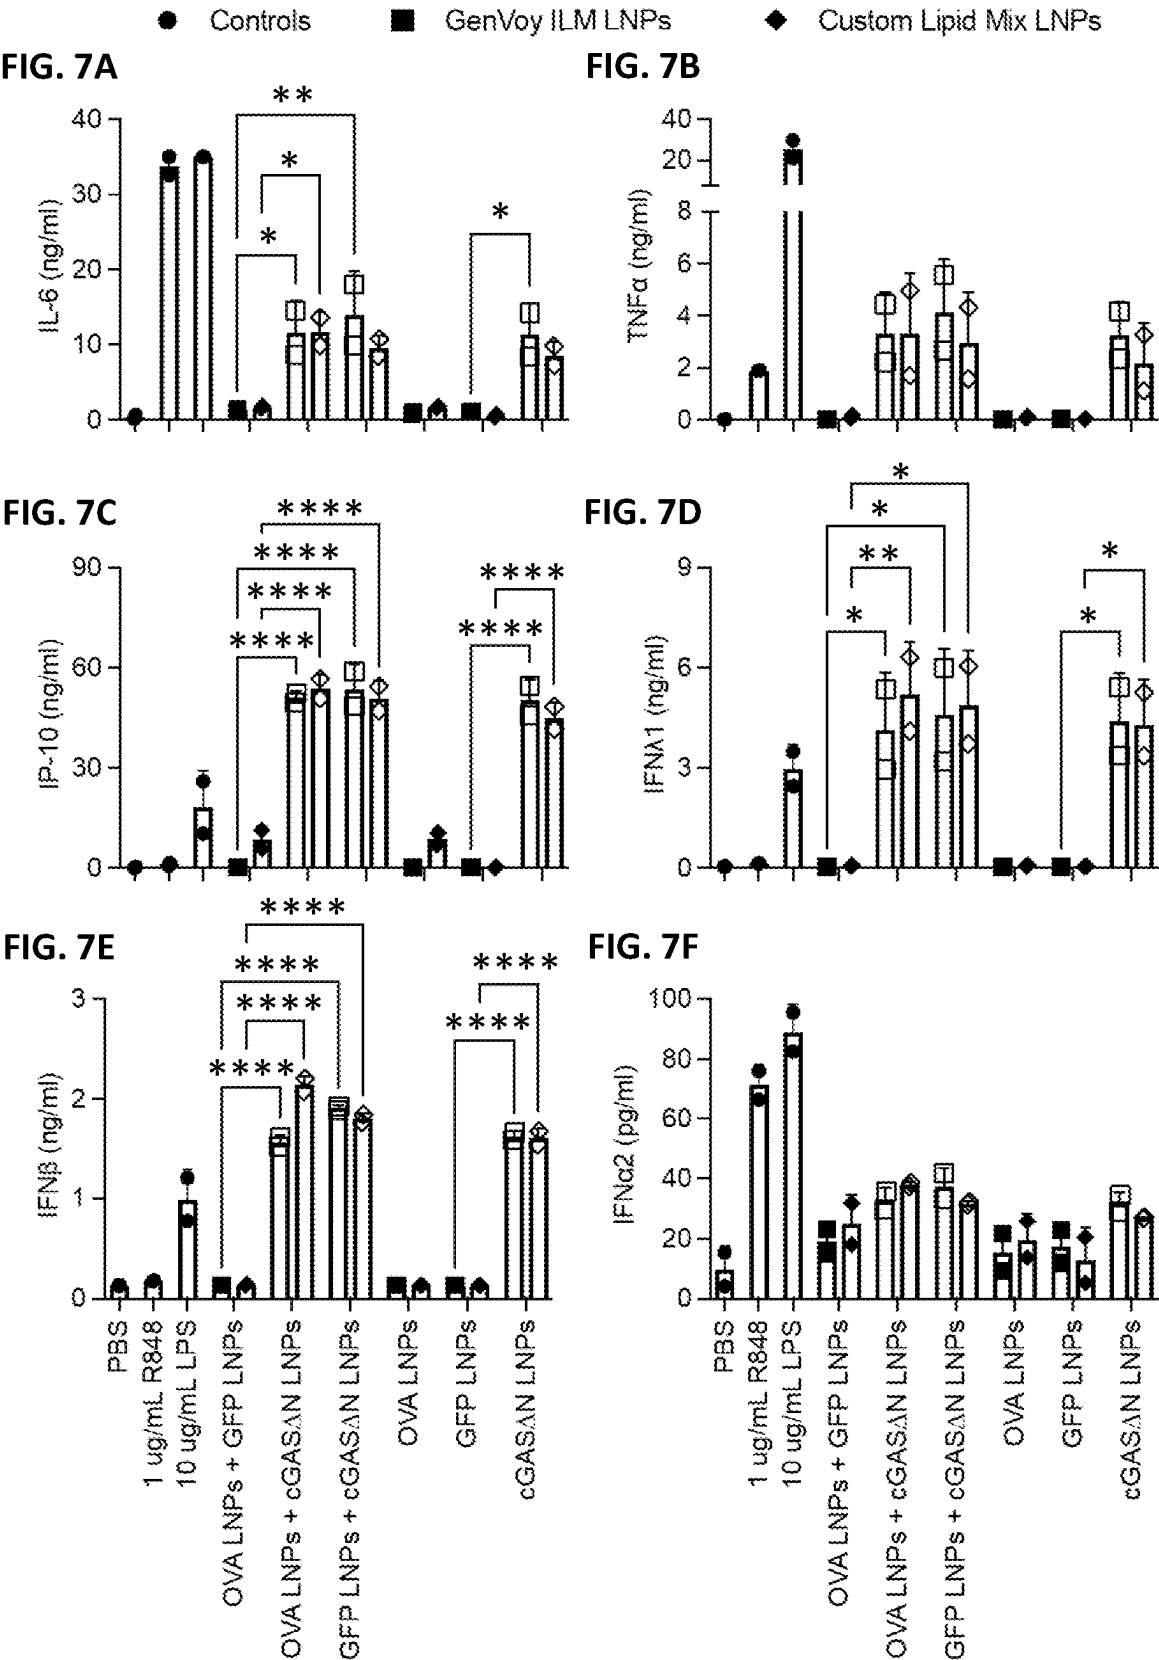 Controls GenVoy ILM LNPs Custom Lipid Mix LNPs
FIG. 7A
IL-6 (ng/ml)
40
30
20
10
0
**
*
*
*
FIG. 7B
TNFα (ng/ml)
40
20
8
6
4
2
0
FIG. 7C
IP-10 (ng/ml)
90
60
30
0
****
****
****
****
****
****
FIG. 7D
IFNλ1 (ng/ml)
9
6
3
0
*
*
**
*
*
*
FIG. 7E
IFNβ (ng/ml)
3
2
1
0
****
****
****
****
****
****
PBS
1 ug/mL R848
10 ug/mL LPS
OVA LNPs + GFP LNPs
OVA LNPs + cGASΔN LNPs
GFP LNPs + cGASΔN LNPs
OVA LNPs
GFP LNPs
cGASΔN LNPs
FIG. 7F
IFNα2 (pg/ml)
100
80
60
40
20
0
PBS
1 ug/mL R848
10 ug/mL LPS
OVA LNPs + GFP LNPs
OVA LNPs + cGASΔN LNPs
GFP LNPs + cGASΔN LNPs
OVA LNPs
GFP LNPs
cGASΔN LNPs